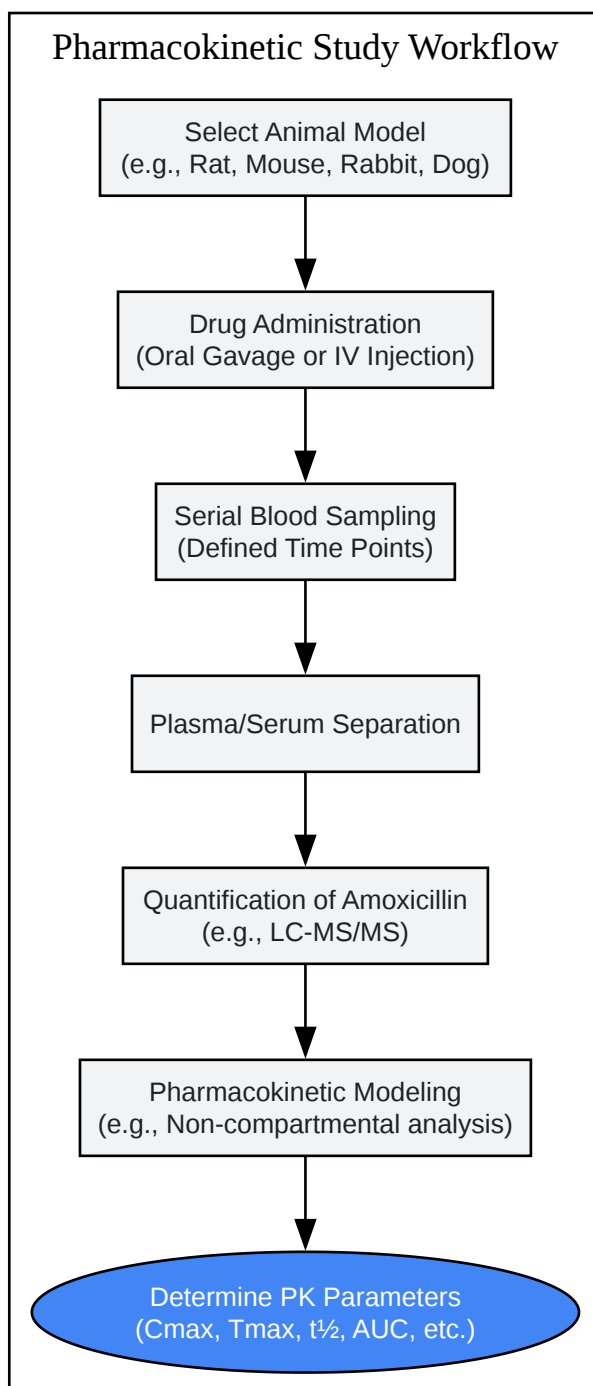 Pharmacokinetic Study Workflow
Select Animal Model
(e.g., Rat, Mouse, Rabbit, Dog)
Drug Administration
(Oral Gavage or IV Injection)
Serial Blood Sampling
(Defined Time Points)
Plasma/Serum Separation
Quantification of Amoxicillin
(e.g., LC-MS/MS)
Pharmacokinetic Modeling
(e.g., Non-compartmental analysis)
Determine PK Parameters
(Cmax, Tmax, t½, AUC, etc.)